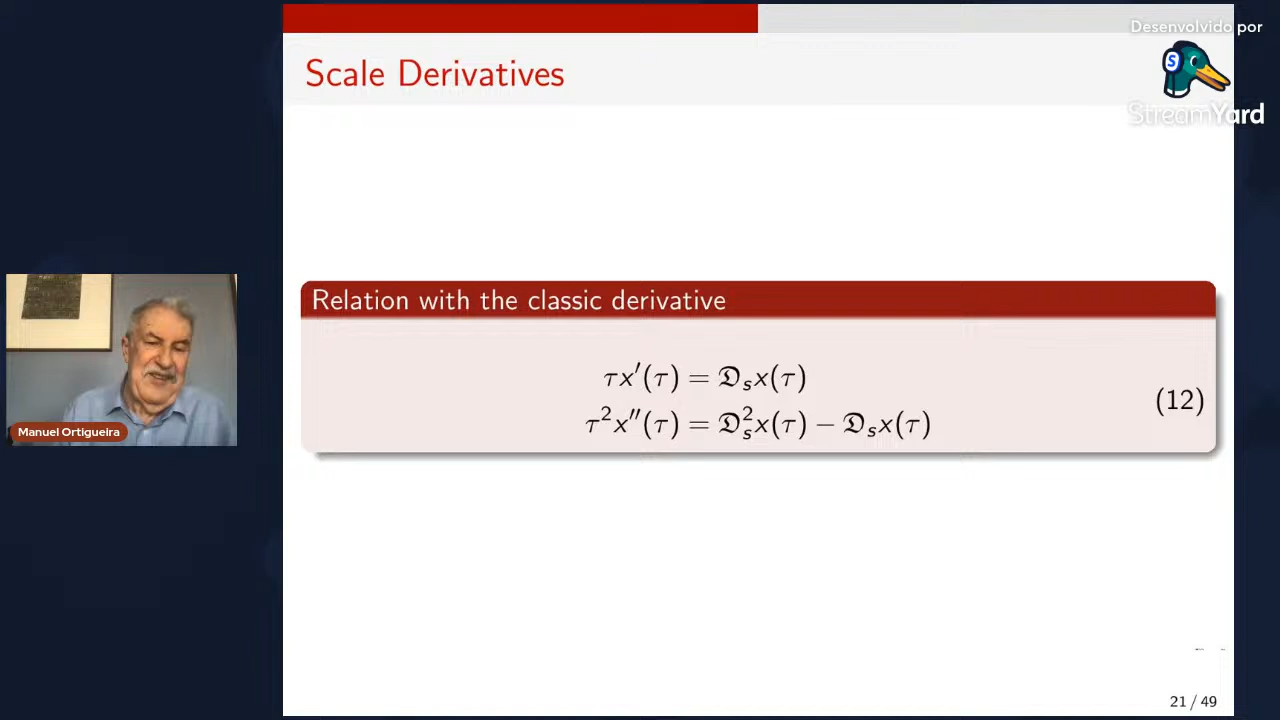 Desenvolvido por
StreamYard
Scale Derivatives
Relation with the classic derivative
τx′(τ) = 𝔇ₛx(τ)
τ²x″(τ) = 𝔇ₛ²x(τ) − 𝔇ₛx(τ)
(12)
Manuel Ortigueira
21 / 49